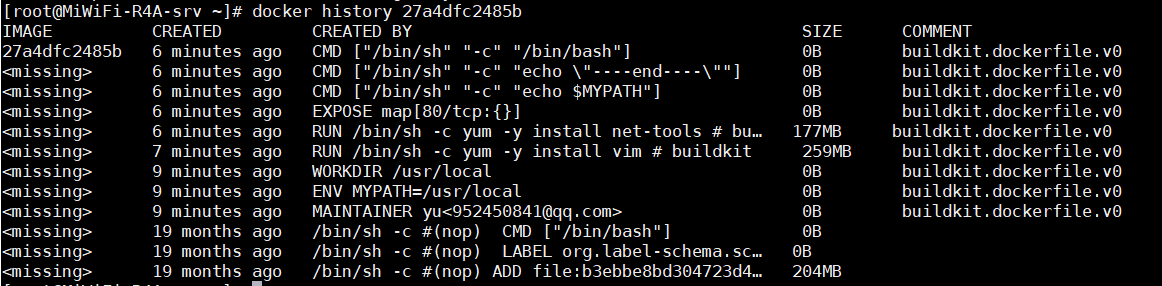 [root@MiWiFi-R4A-srv ~]# docker history 27a4dfc2485b
IMAGE CREATED CREATED BY SIZE COMMENT
27a4dfc2485b 6 minutes ago CMD ["/bin/sh" "-c" "/bin/bash"] 0B buildkit.dockerfile.v0
<missing> 6 minutes ago CMD ["/bin/sh" "-c" "echo \"----end----\""] 0B buildkit.dockerfile.v0
<missing> 6 minutes ago CMD ["/bin/sh" "-c" "echo $MYPATH"] 0B buildkit.dockerfile.v0
<missing> 6 minutes ago EXPOSE map[80/tcp:{}] 0B buildkit.dockerfile.v0
<missing> 6 minutes ago RUN /bin/sh -c yum -y install net-tools # bu… 177MB buildkit.dockerfile.v0
<missing> 7 minutes ago RUN /bin/sh -c yum -y install vim # buildkit 259MB buildkit.dockerfile.v0
<missing> 9 minutes ago WORKDIR /usr/local 0B buildkit.dockerfile.v0
<missing> 9 minutes ago ENV MYPATH=/usr/local 0B buildkit.dockerfile.v0
<missing> 9 minutes ago MAINTAINER yu<952450841@qq.com> 0B buildkit.dockerfile.v0
<missing> 19 months ago /bin/sh -c #(nop) CMD ["/bin/bash"] 0B
<missing> 19 months ago /bin/sh -c #(nop) LABEL org.label-schema.sc… 0B
<missing> 19 months ago /bin/sh -c #(nop) ADD file:b3ebbe8bd304723d4… 204MB